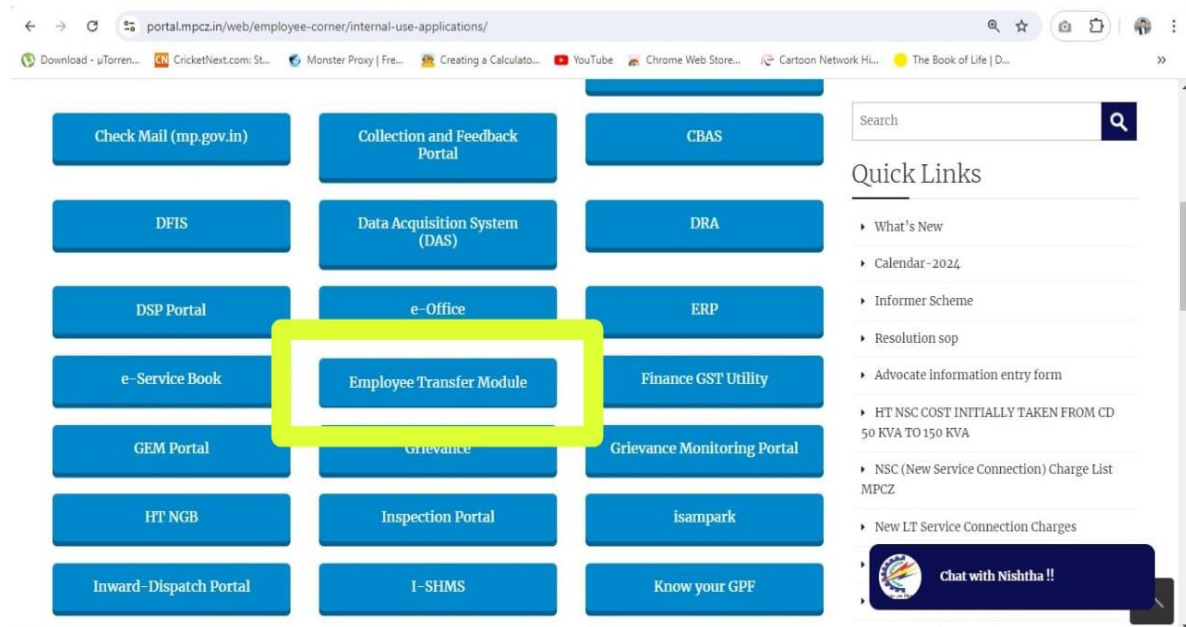 portal.mpcz.in/web/employee-corner/internal-use-applications/
Download - µTorren...
CricketNext.com: St...
Monster Proxy | Fre...
Creating a Calculato...
YouTube
Chrome Web Store...
Cartoon Network Hi...
The Book of Life | D...
»
Check Mail (mp.gov.in)
Collection and Feedback
Portal
CBAS
DFIS
Data Acquisition System
(DAS)
DRA
DSP Portal
e-Office
ERP
e-Service Book
Employee Transfer Module
Finance GST Utility
GEM Portal
Grievance
Grievance Monitoring Portal
HT NGB
Inspection Portal
isampark
Inward-Dispatch Portal
I-SHMS
Know your GPF
Search
Quick Links
What's New
Calendar-2024
Informer Scheme
Resolution sop
Advocate information entry form
HT NSC COST INITIALLY TAKEN FROM CD
50 KVA TO 150 KVA
NSC (New Service Connection) Charge List
MPCZ
New LT Service Connection Charges
Chat with Nishtha !!